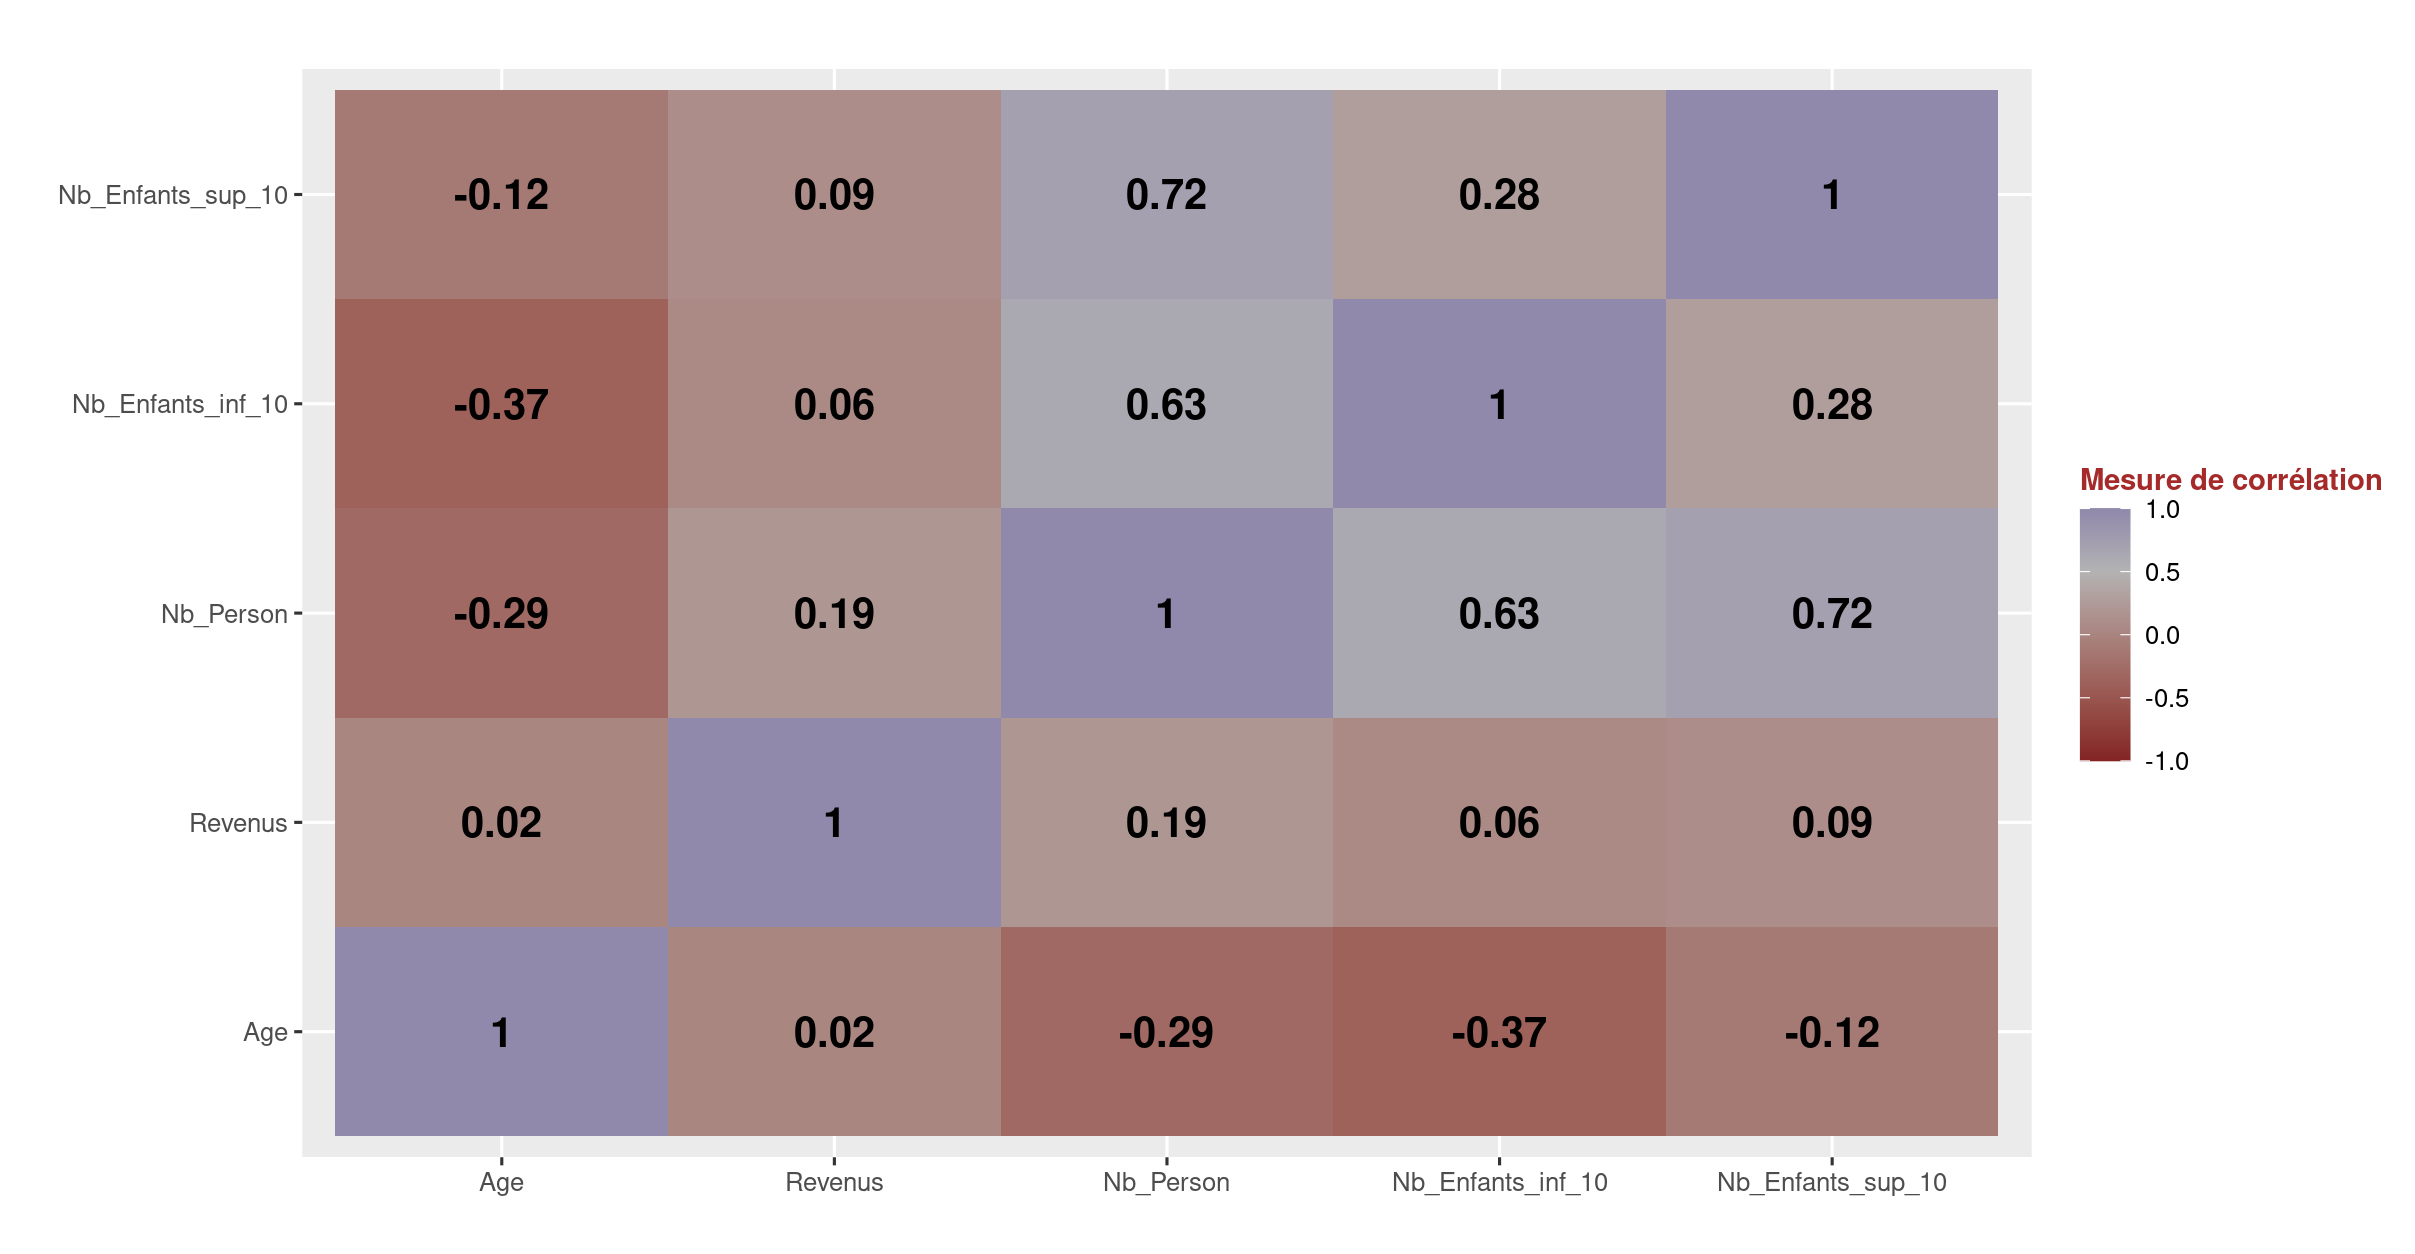 Nb_Enfants_sup_10 -0.12 0.09 0.72 0.28 1
Nb_Enfants_inf_10 -0.37 0.06 0.63 1 0.28
Nb_Person -0.29 0.19 1 0.63 0.72
Revenus 0.02 1 0.19 0.06 0.09
Age 1 0.02 -0.29 -0.37 -0.12
Age Revenus Nb_Person Nb_Enfants_inf_10 Nb_Enfants_sup_10
Mesure de corrélation
1.0
0.5
0.0
-0.5
-1.0